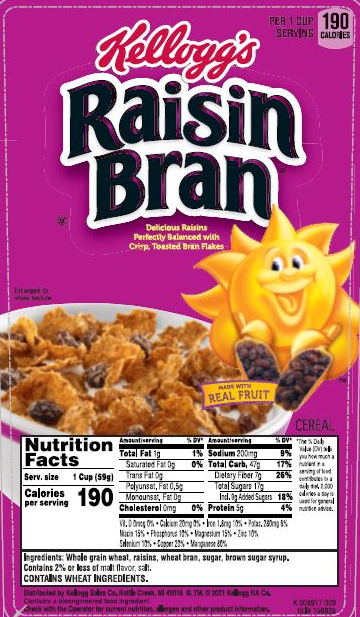 PER 1 CUP
SERVING
190
CALORIES
Kellogg's
Raisin
Bran
Delicious Raisins
Perfectly Balanced with
Crisp, Toasted Bran Flakes
Enlarged to
show texture
MADE WITH
REAL FRUIT
CEREAL
Nutrition
Facts
Serv. size 1 Cup (59g)
Calories
per serving 190
Amount/serving % DV*
Total Fat 1g 1%
Saturated Fat 0g 0%
Trans Fat 0g
Polyunsat. Fat 0.5g
Monounsat. Fat 0g
Cholesterol 0mg 0%
Amount/serving % DV*
Sodium 200mg 9%
Total Carb. 47g 17%
Dietary Fiber 7g 26%
Total Sugars 17g
Incl. 9g Added Sugars 18%
Protein 5g 4%
Vit. D 0mcg 0% • Calcium 20mg 0% • Iron 1.8mg 10% • Potas. 280mg 6%
Niacin 15% • Phosphorus 10% • Magnesium 15% • Zinc 10%
Selenium 10% • Copper 20% • Manganese 80%
*The % Daily
Value (DV) tells
you how much a
nutrient in a
serving of food
contributes to a
daily diet. 2,000
calories a day is
used for general
nutrition advice.
Ingredients: Whole grain wheat, raisins, wheat bran, sugar, brown sugar syrup.
Contains 2% or less of malt flavor, salt.
CONTAINS WHEAT INGREDIENTS.
Distributed by Kellogg Sales Co. Battle Creek, MI 49016 ®, TM, © 2021 Kellogg NA Co.
Contains a bioengineered food ingredient
Check with the Operator for current nutrition, allergen and other product information.